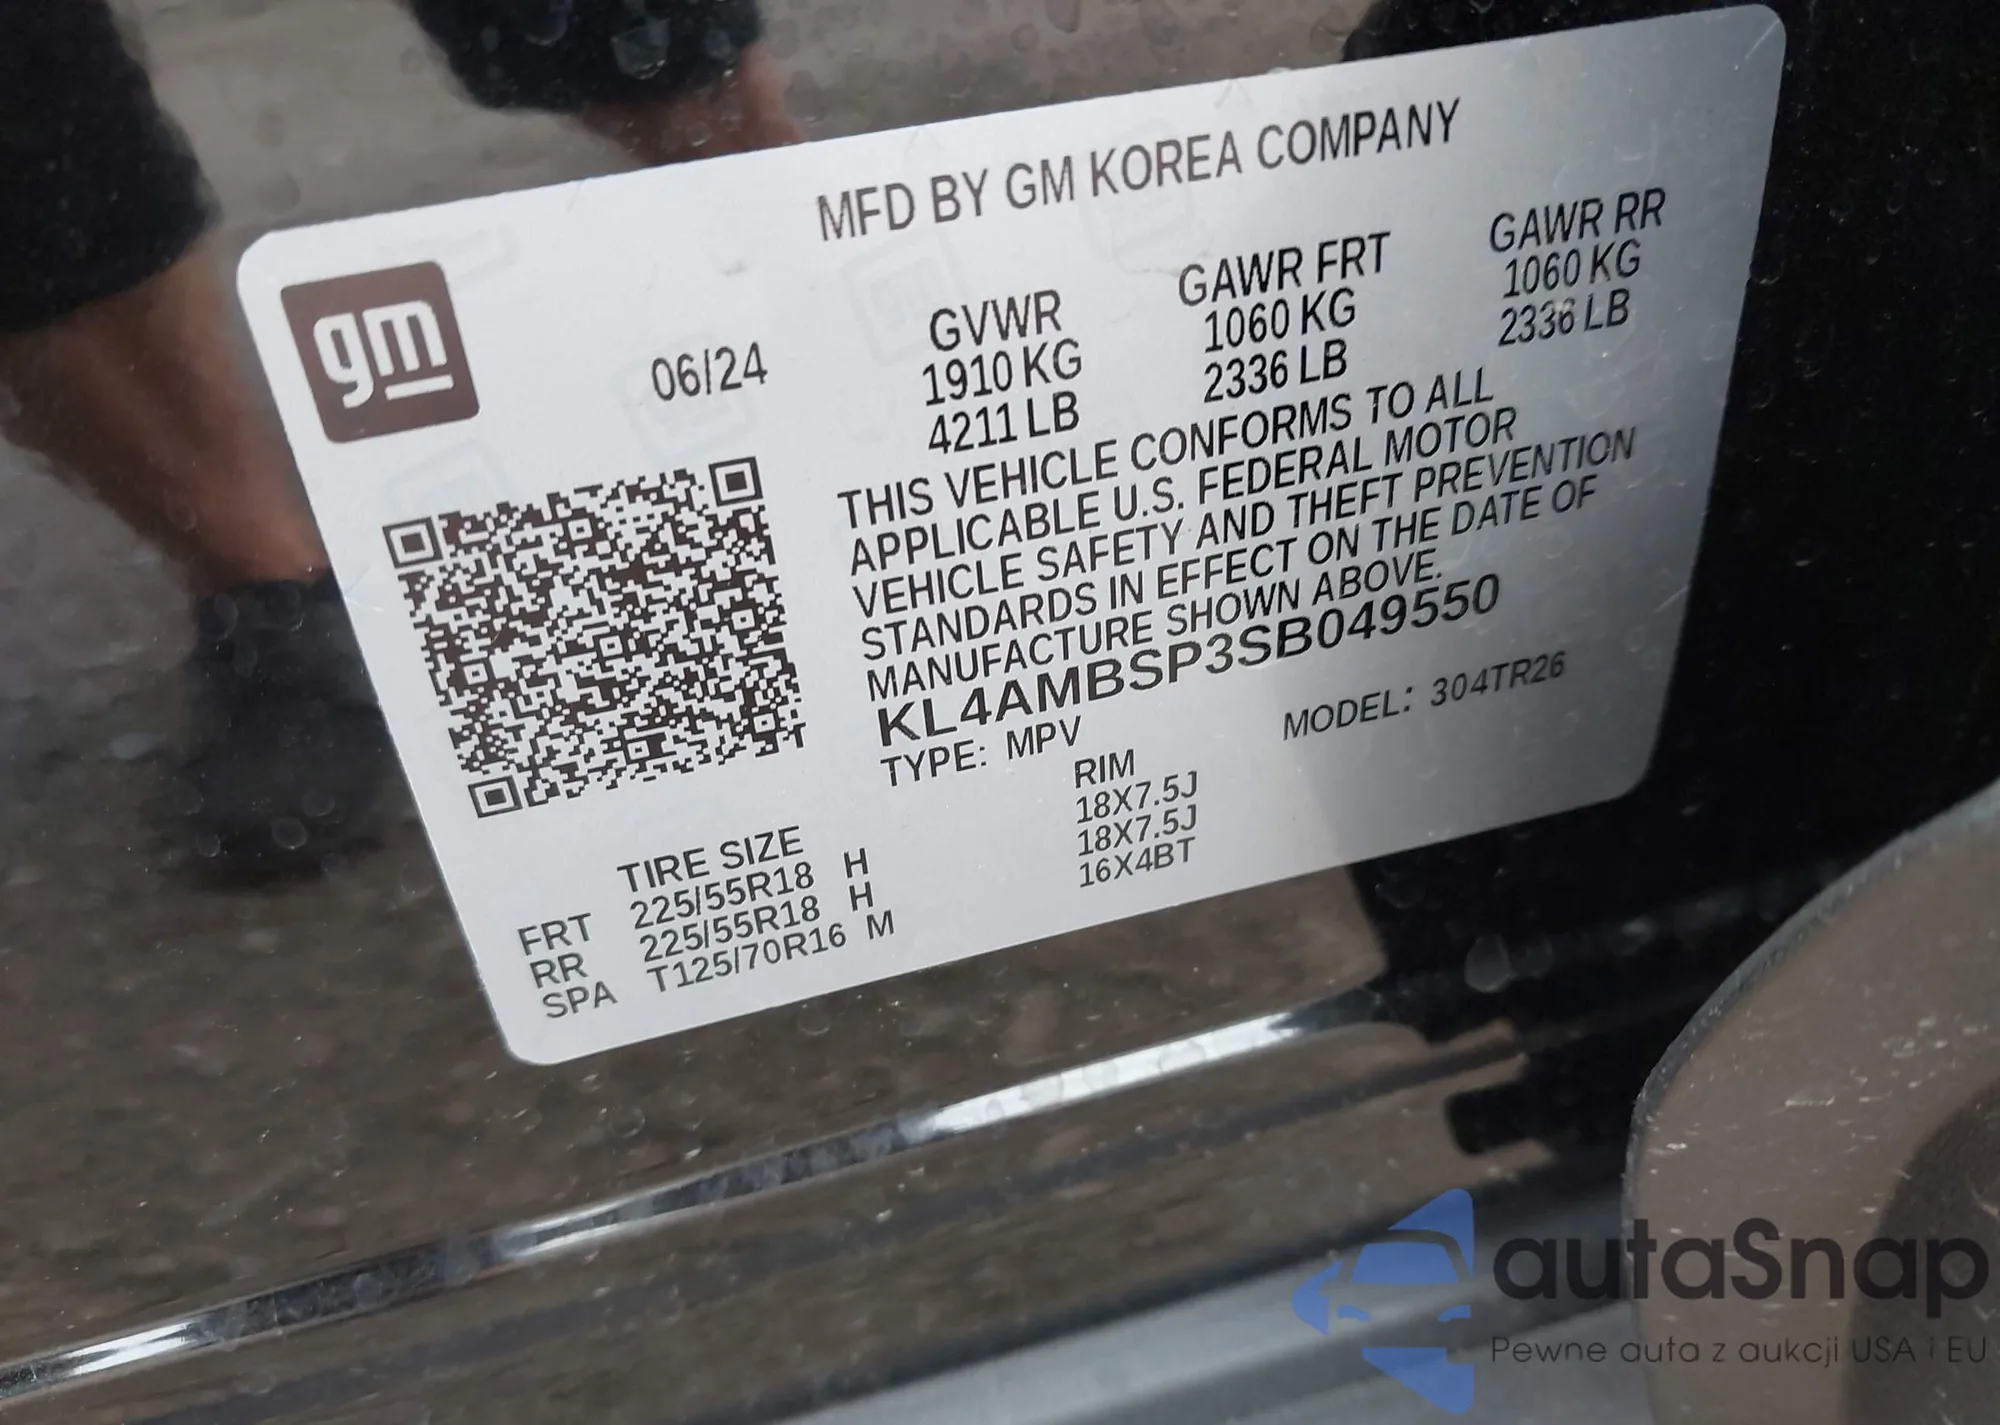 MFD BY GM KOREA COMPANY
gm
06/24
GVWR
1910 KG
4211 LB
GAWR FRT
1060 KG
2336 LB
GAWR RR
1060 KG
2336 LB
THIS VEHICLE CONFORMS TO ALL
APPLICABLE U.S. FEDERAL MOTOR
VEHICLE SAFETY AND THEFT PREVENTION
STANDARDS IN EFFECT ON THE DATE OF
MANUFACTURE SHOWN ABOVE.
KL4AMBSP3SB049550
TYPE: MPV
MODEL: 304TR26
TIRE SIZE RIM
FRT 225/55R18 H 18X7.5J
RR 225/55R18 H 18X7.5J
SPA T125/70R16 M 16X4BT
autaSnap
Pewne auta z aukcji USA i EU